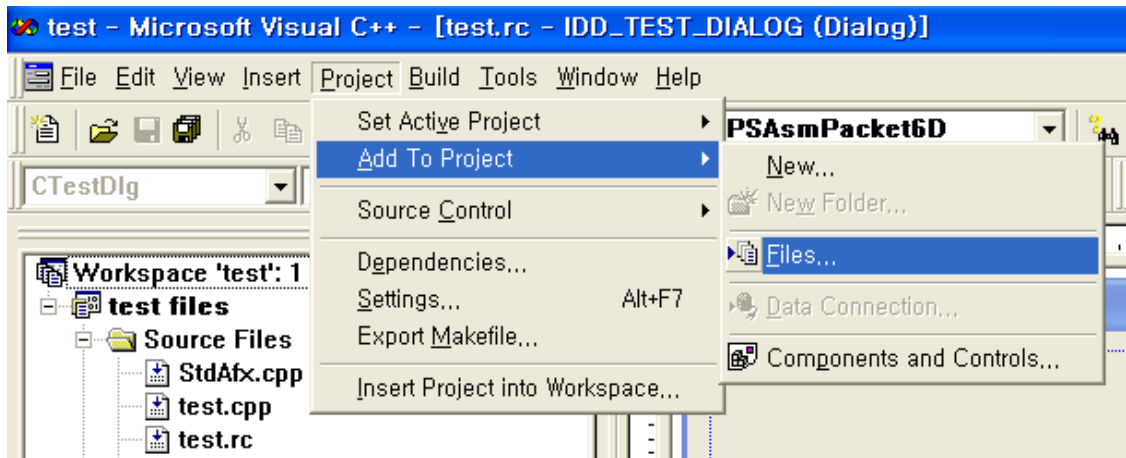 test - Microsoft Visual C++ - [test.rc - IDD_TEST_DIALOG (Dialog)]
File Edit View Insert Project Build Tools Window Help
PSAsmPacket6D
CTestDlg
Set Active Project
Add To Project
Source Control
Dependencies...
Settings... Alt+F7
Export Makefile...
Insert Project into Workspace...
New...
New Folder...
Files...
Data Connection...
Components and Controls...
Workspace 'test': 1
test files
Source Files
StdAfx.cpp
test.cpp
test.rc